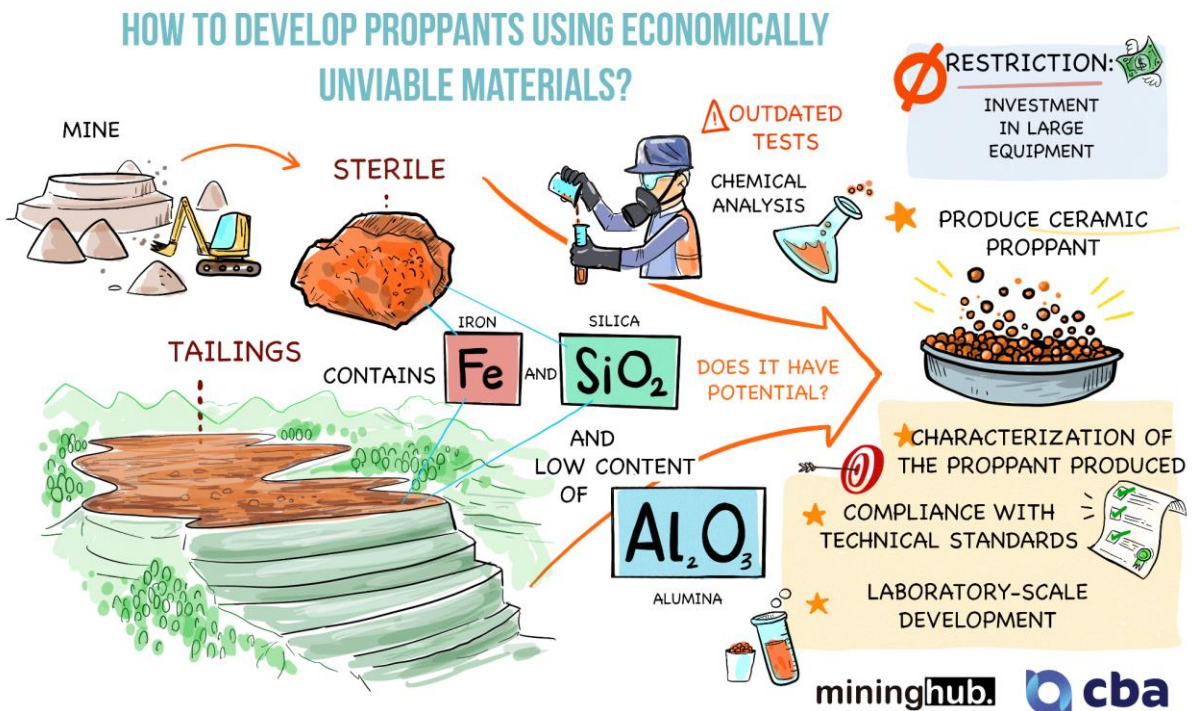 HOW TO DEVELOP PROPPANTS USING ECONOMICALLY
UNVIABLE MATERIALS?
MINE
STERILE
TAILINGS
CONTAINS
IRON
Fe
AND
SILICA
SiO₂
AND
LOW CONTENT
OF
Al₂O₃
ALUMINA
OUTDATED
TESTS
CHEMICAL
ANALYSIS
DOES IT HAVE
POTENTIAL?
RESTRICTION:
INVESTMENT
IN LARGE
EQUIPMENT
PRODUCE CERAMIC
PROPPANT
CHARACTERIZATION OF
THE PROPPANT PRODUCED
COMPLIANCE WITH
TECHNICAL STANDARDS
LABORATORY-SCALE
DEVELOPMENT
mininghub.
cba